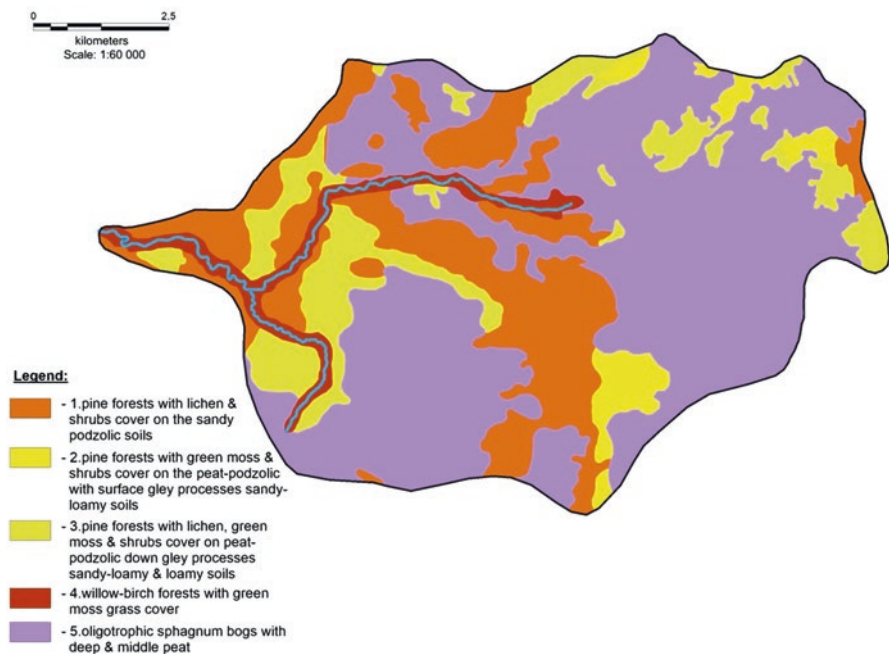 0 2.5
kilometers
Scale: 1:60 000
Legend:
- 1.pine forests with lichen &
shrubs cover on the sandy
podzolic soils
- 2.pine forests with green moss &
shrubs cover on the peat-podzolic
with surface gley processes sandy-
loamy soils
- 3.pine forests with lichen, green
moss & shrubs cover on peat-
podzolic down gley processes
sandy-loamy & loamy soils
- 4.willow-birch forests with green
moss grass cover
- 5.oligotrophic sphagnum bogs with
deep & middle peat